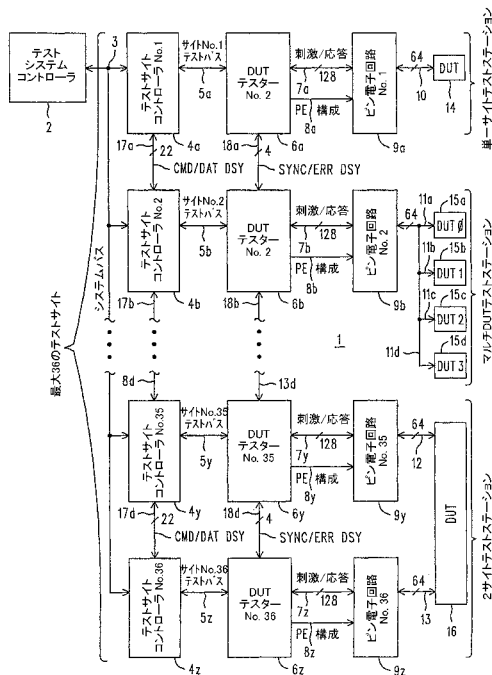 テスト
システム
コントローラ
2
3
システムバス
最大36のテストサイト
テストサイト
コントローラ No.1
4a
サイトNo.1
テストバス
5a
DUT
テスター
No. 2
6a
刺激/応答
7a 128
PE 構成
8a
ピン電子回路
No. 1
9a
64
10
DUT
14
単一サイトテストステーション
17a 22
CMD/DAT DSY
18a 4
SYNC/ERR DSY
テストサイト
コントローラ No.2
4b
サイトNo.2
テストバス
5b
DUT
テスター
No. 2
6b
刺激/応答
7b 128
PE 構成
8b
ピン電子回路
No. 2
9b
64
11a
11b
11c
11d
15a
DUT 0
15b
DUT 1
15c
DUT 2
15d
DUT 3
マルチDUTテストステーション
17b
18b
1
8d
13d
テストサイト
コントローラ No.35
4y
サイトNo.35
テストバス
5y
DUT
テスター
No. 35
6y
刺激/応答
7y 128
PE 構成
8y
ピン電子回路
No. 35
9y
64
12
17d 22
CMD/DAT DSY
18d 4
SYNC/ERR DSY
DUT
16
2サイトテストステーション
テストサイト
コントローラ No.36
4z
サイトNo.36
テストバス
5z
DUT
テスター
No. 36
6z
刺激/応答
7z 128
PE 構成
8z
ピン電子回路
No. 36
9z
64
13